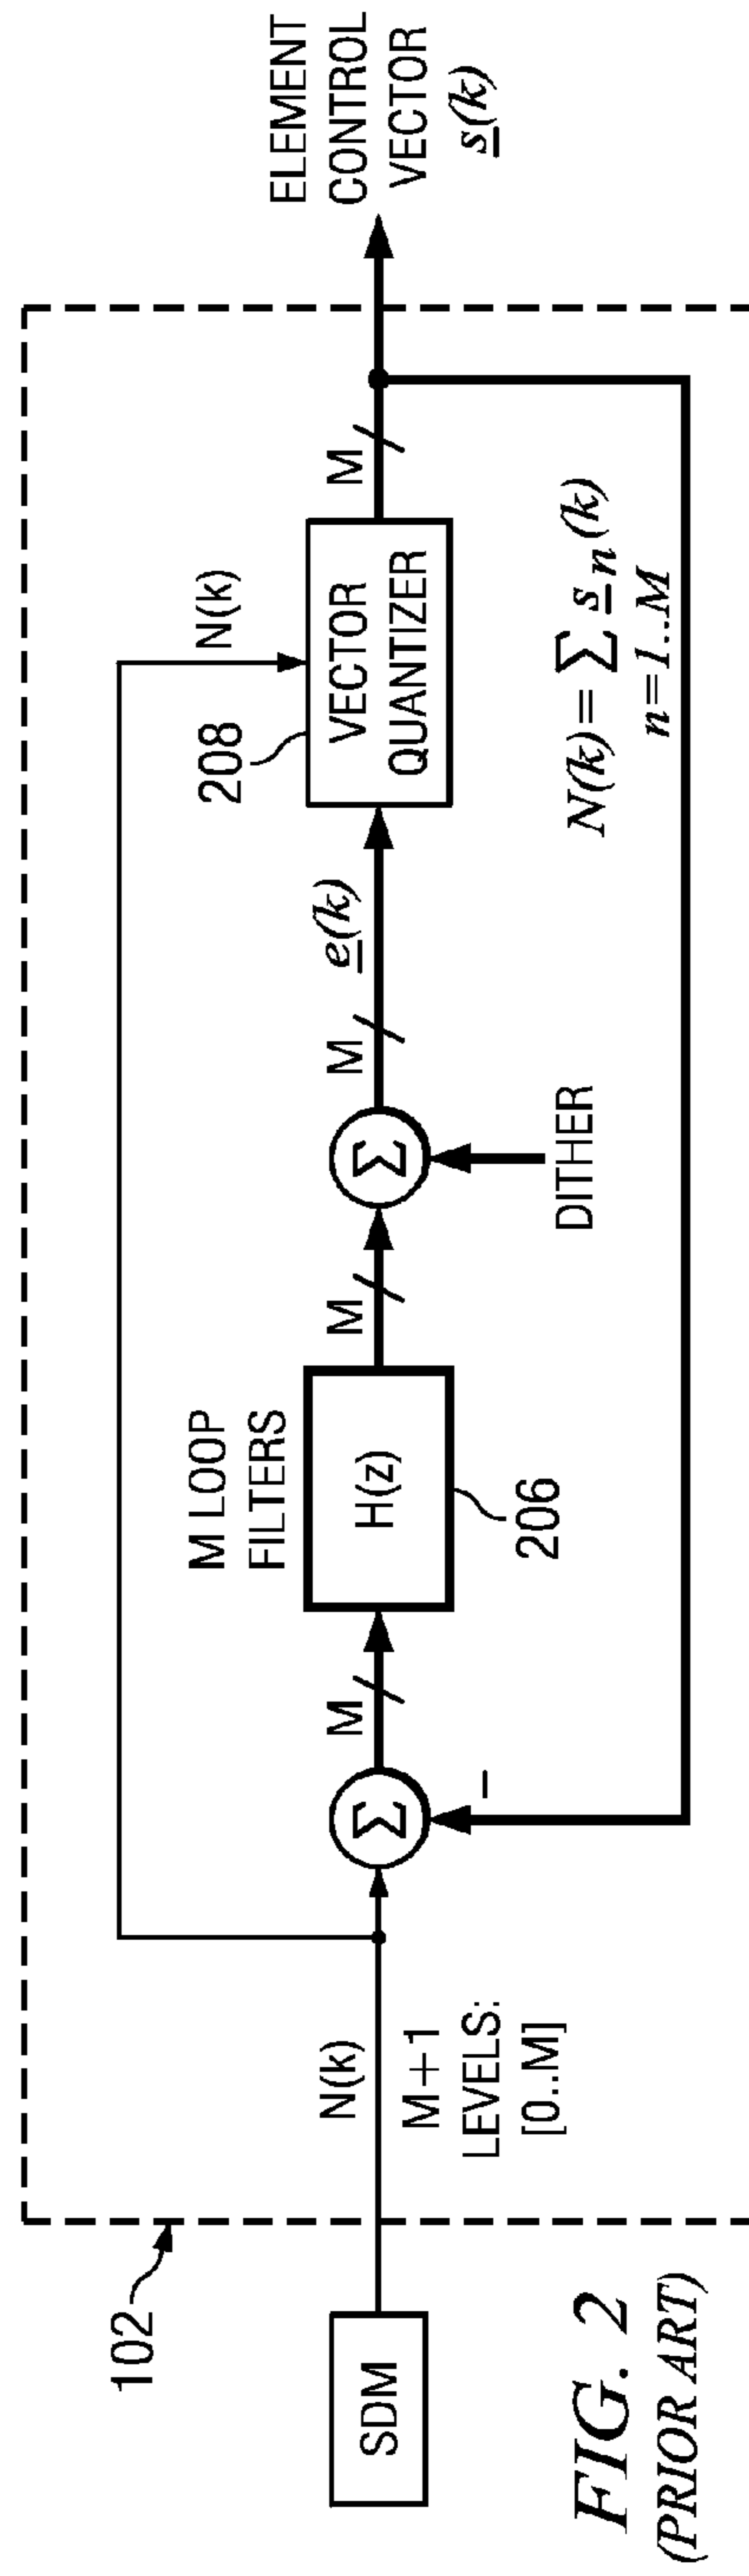 102
SDM
N(k)
M+1
LEVELS:
[0..M]
Σ
–
M
M LOOP
FILTERS
H(z)
206
M
Σ
DITHER
M
e(k)
208
VECTOR
QUANTIZER
N(k)
M
N(k)= Σ s n(k)
n=1..M
ELEMENT
CONTROL
VECTOR
s(k)
FIG. 2
(PRIOR ART)